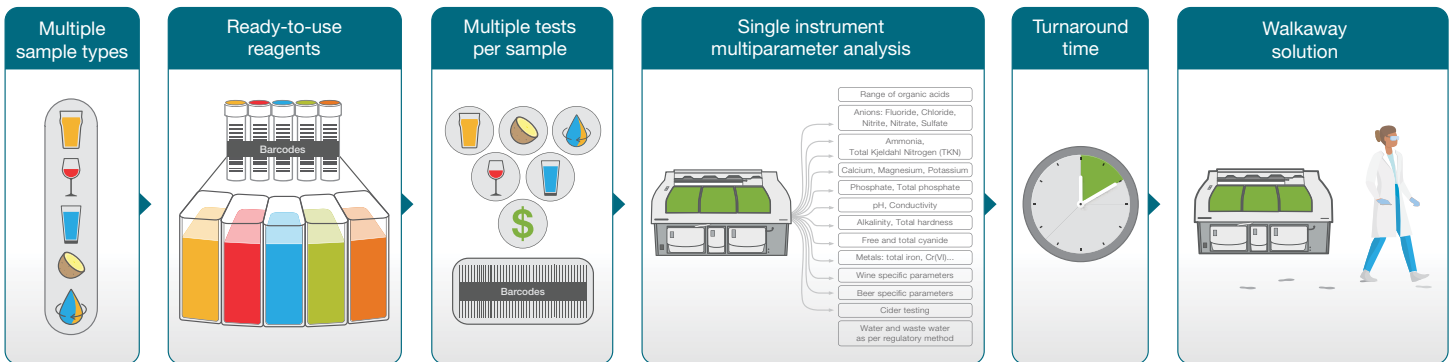 Multiple
sample types
Ready-to-use
reagents
Barcodes
Multiple tests
per sample
$
Barcodes
Single instrument
multiparameter analysis
Range of organic acids
Anions: Fluoride, Chloride,
Nitrite, Nitrate, Sulfate
Ammonia,
Total Kjeldahl Nitrogen (TKN)
Calcium, Magnesium, Potassium
Phosphate, Total phosphate
pH, Conductivity
Alkalinity, Total hardness
Free and total cyanide
Metals: total iron, Cr(VI)...
Wine specific parameters
Beer specific parameters
Cider testing
Water and waste water
as per regulatory method
Turnaround
time
Walkaway
solution